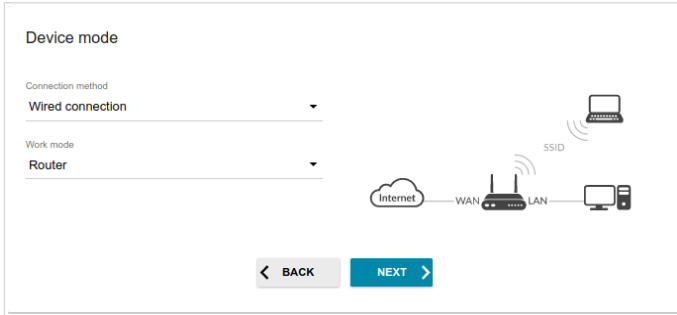 Device mode
Connection method
Wired connection
Work mode
Router
SSID
Internet
WAN
LAN
BACK
NEXT